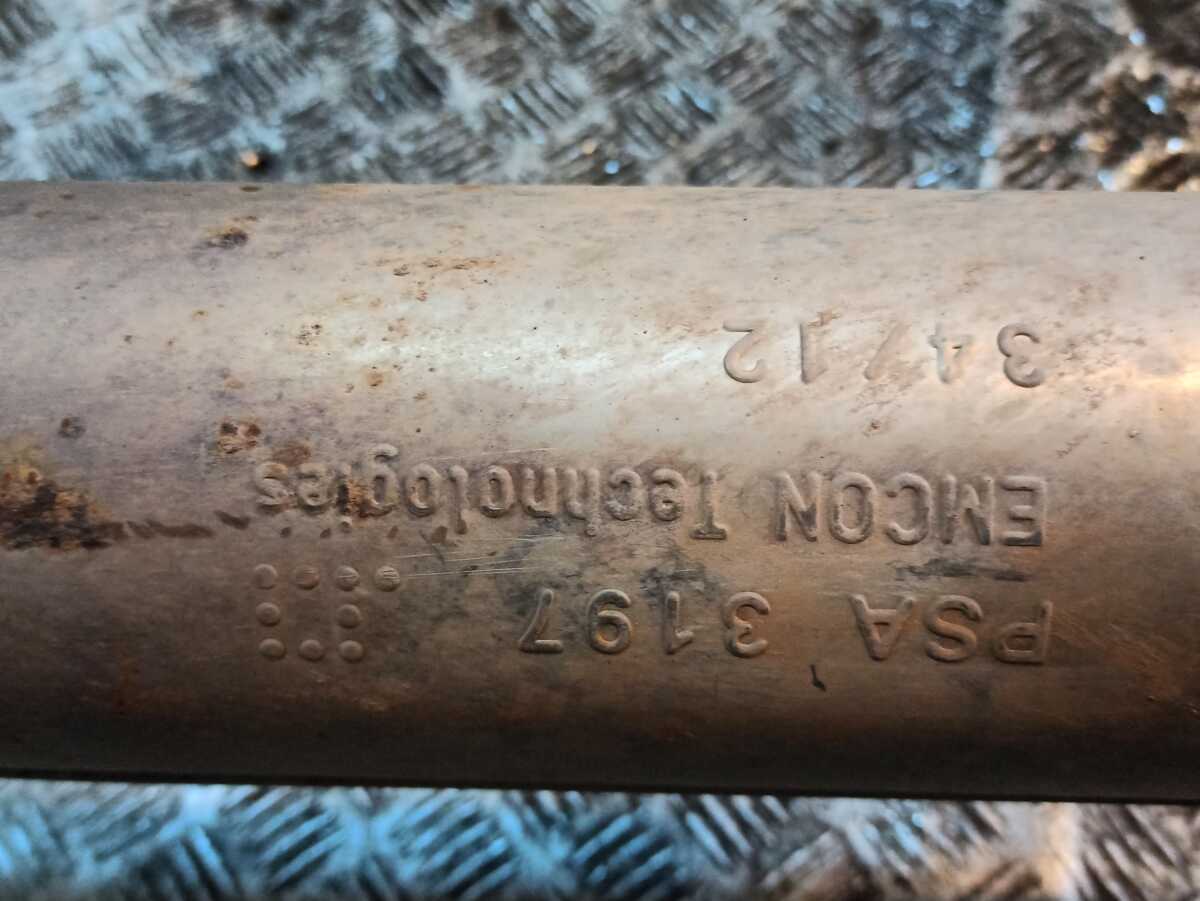 PSA 3197
EMCON Technologies
34/12